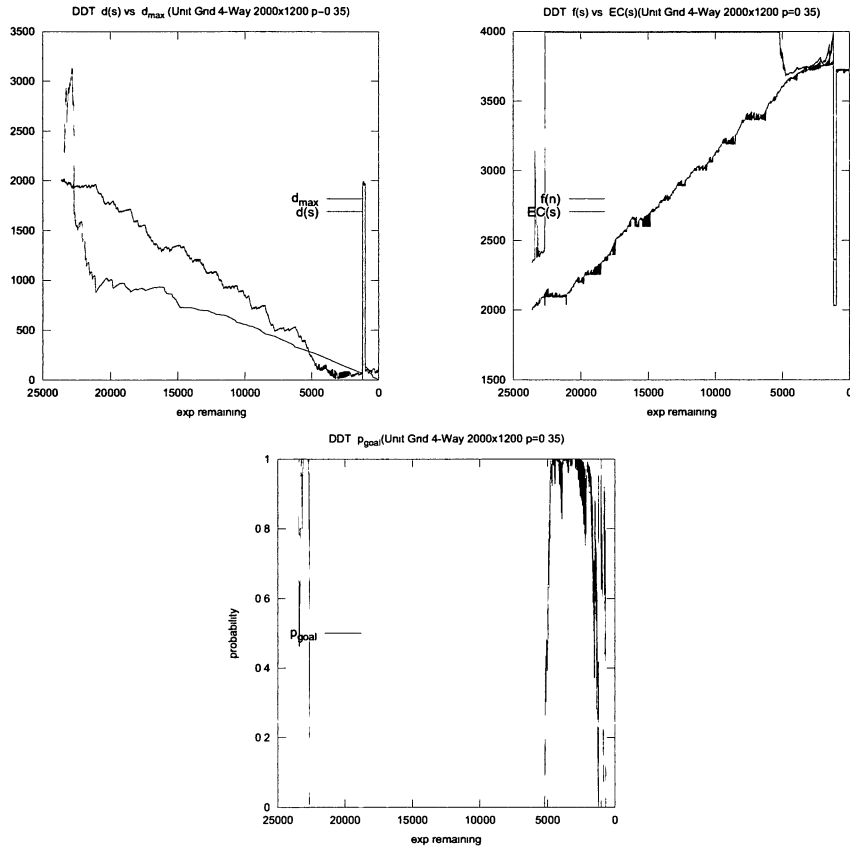 DDT d(s) vs d_max (Unit Grid 4-Way 2000x1200 p-0 35)
3500
3000
2500
2000
1500
1000
500
0
d_max
d(s)
25000 20000 15000 10000 5000 0
exp remaining
DDT f(s) vs EC(s)(Unit Grid 4-Way 2000x1200 p=0 35)
4000
3500
3000
2500
2000
1500
f(n)
EC(s)
25000 20000 15000 10000 5000 0
exp remaining
DDT p_goal(Unit Grid 4-Way 2000x1200 p=0 35)
1
0 8
0 6
0 4
0 2
0
probability
p_goal
25000 20000 15000 10000 5000 0
exp remaining